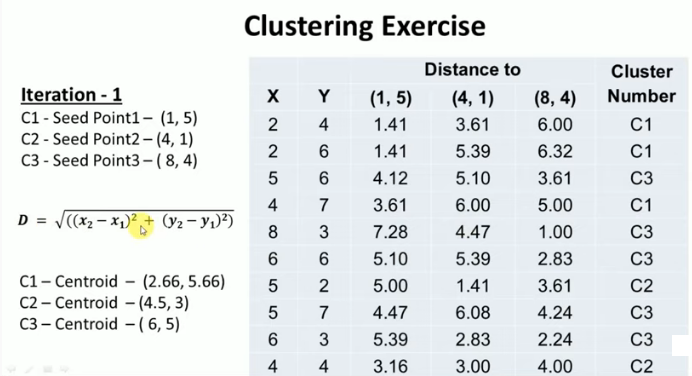 Clustering Exercise
Iteration - 1
C1 - Seed Point1 – (1, 5)
C2 - Seed Point2 – (4, 1)
C3 - Seed Point3 – ( 8, 4)
D = √((x₂ − x₁)² + (y₂ − y₁)²)
C1 – Centroid – (2.66, 5.66)
C2 – Centroid – (4.5, 3)
C3 – Centroid – ( 6, 5)
Distance to Cluster
X Y (1, 5) (4, 1) (8, 4) Number
2 4 1.41 3.61 6.00 C1
2 6 1.41 5.39 6.32 C1
5 6 4.12 5.10 3.61 C3
4 7 3.61 6.00 5.00 C1
8 3 7.28 4.47 1.00 C3
6 6 5.10 5.39 2.83 C3
5 2 5.00 1.41 3.61 C2
5 7 4.47 6.08 4.24 C3
6 3 5.39 2.83 2.24 C3
4 4 3.16 3.00 4.00 C2